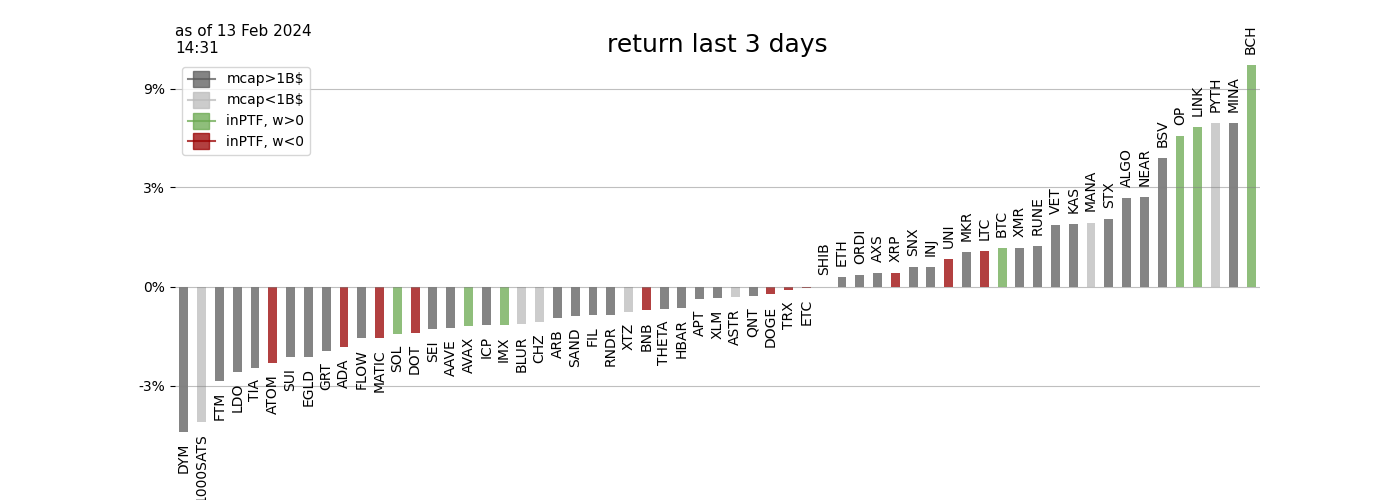 as of 13 Feb 2024
14:31
return last 3 days
mcap>1B$
mcap<1B$
inPTF, w>0
inPTF, w<0
9%
3%
0%
-3%
DYM
1000SATS
FTM
LDO
TIA
ATOM
SUI
EGLD
GRT
ADA
FLOW
MATIC
SOL
DOT
SEI
AAVE
AVAX
ICP
IMX
BLUR
CHZ
ARB
SAND
FIL
RNDR
XTZ
BNB
THETA
HBAR
APT
XLM
ASTR
QNT
DOGE
TRX
ETC
SHIB
ETH
ORDI
AXS
XRP
SNX
INJ
UNI
MKR
LTC
BTC
XMR
RUNE
VET
KAS
MANA
STX
ALGO
NEAR
BSV
OP
LINK
PYTH
MINA
BCH